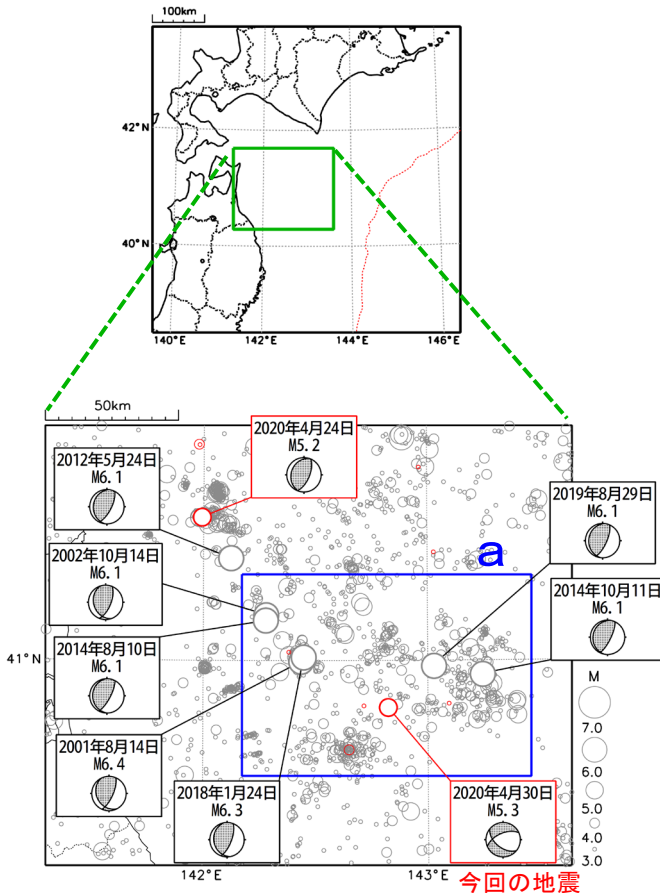 100km
42°N
40°N
140°E
142°E
144°E
146°E
50km
2020年4月24日
M5.2
2012年5月24日
M6.1
2019年8月29日
M6.1
2002年10月14日
M6.1
a
2014年10月11日
M6.1
2014年8月10日
M6.1
41°N
M
7.0
6.0
5.0
4.0
3.0
2001年8月14日
M6.4
2018年1月24日
M6.3
2020年4月30日
M5.3
142°E
143°E
今回の地震